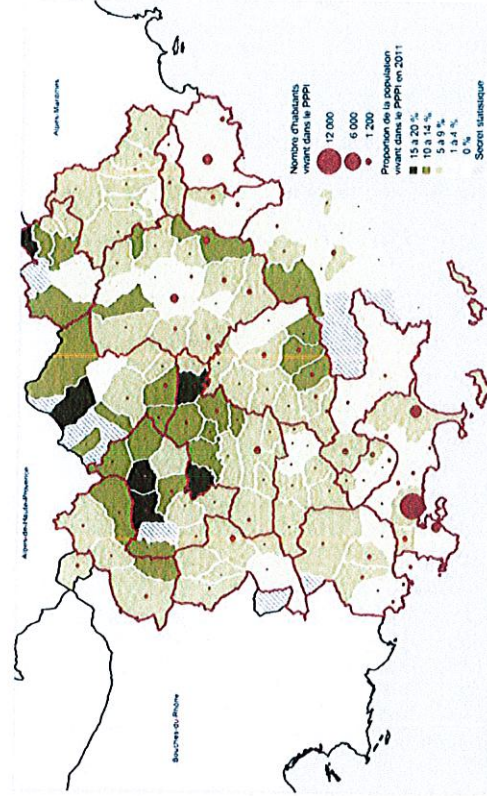 Alpes-de-Haute-Provence
Alpes Maritimes
Bouches-du-Rhône
Nombre d'habitants
vivant dans le PPPI
12 000
6 000
1 200
Proportion de la population
vivant dans le PPPI en 2011
15 à 20 %
10 à 14 %
5 à 9 %
1 à 4 %
0 %
Secret statistique